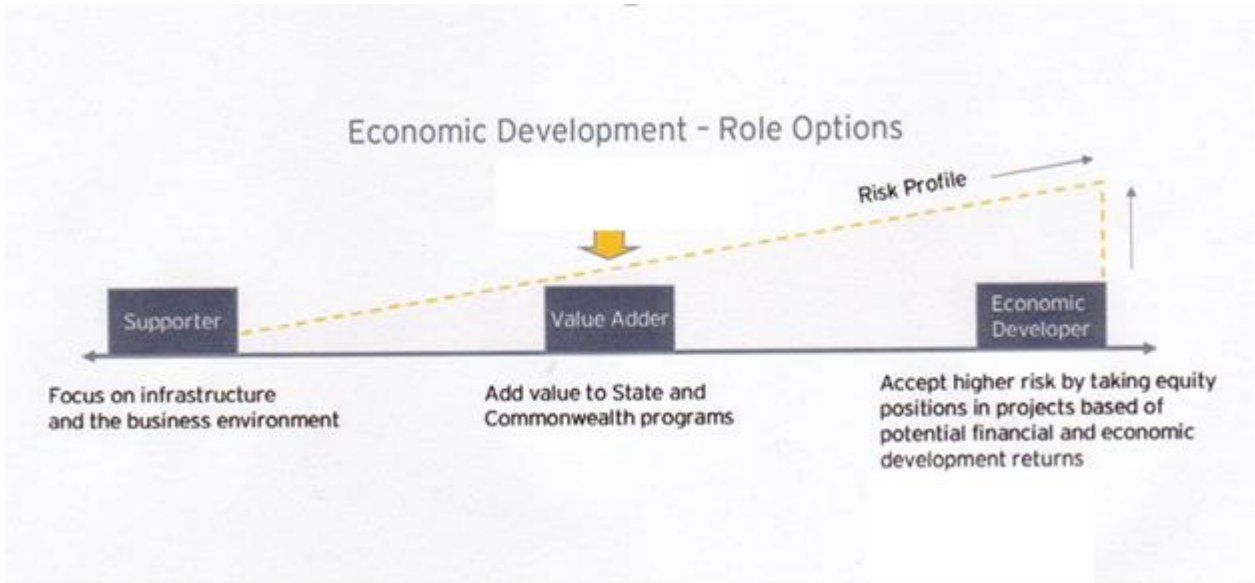 Economic Development – Role Options
Risk Profile
Supporter
Value Adder
Economic
Developer
Focus on infrastructure
and the business environment
Add value to State and
Commonwealth programs
Accept higher risk by taking equity
positions in projects based of
potential financial and economic
development returns